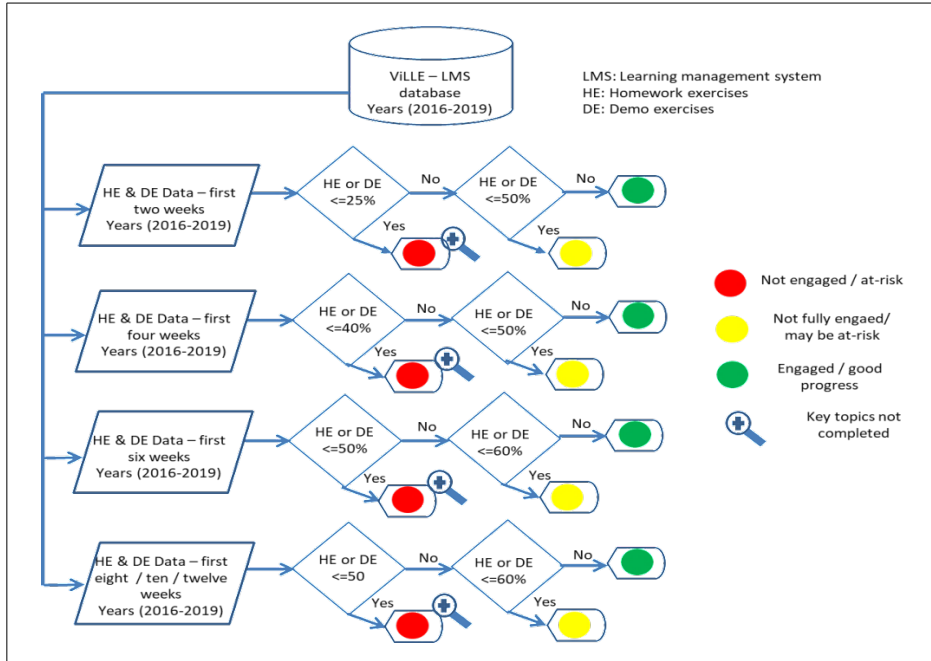 ViLLE – LMS
database
Years (2016-2019)
LMS: Learning management system
HE: Homework exercises
DE: Demo exercises
HE & DE Data – first
two weeks
Years (2016-2019)
HE or DE
<=25%
No
HE or DE
<=50%
No
Yes
Yes
HE & DE Data – first
four weeks
Years (2016-2019)
HE or DE
<=40%
No
HE or DE
<=50%
No
Yes
Yes
HE & DE Data – first
six weeks
Years (2016-2019)
HE or DE
<=50%
No
HE or DE
<=60%
No
Yes
Yes
HE & DE Data – first
eight / ten / twelve
weeks
Years (2016-2019)
HE or DE
<=50
No
HE or DE
<=60%
No
Yes
Yes
Not engaged / at-risk
Not fully engaed/
may be at-risk
Engaged / good
progress
Key topics not
completed